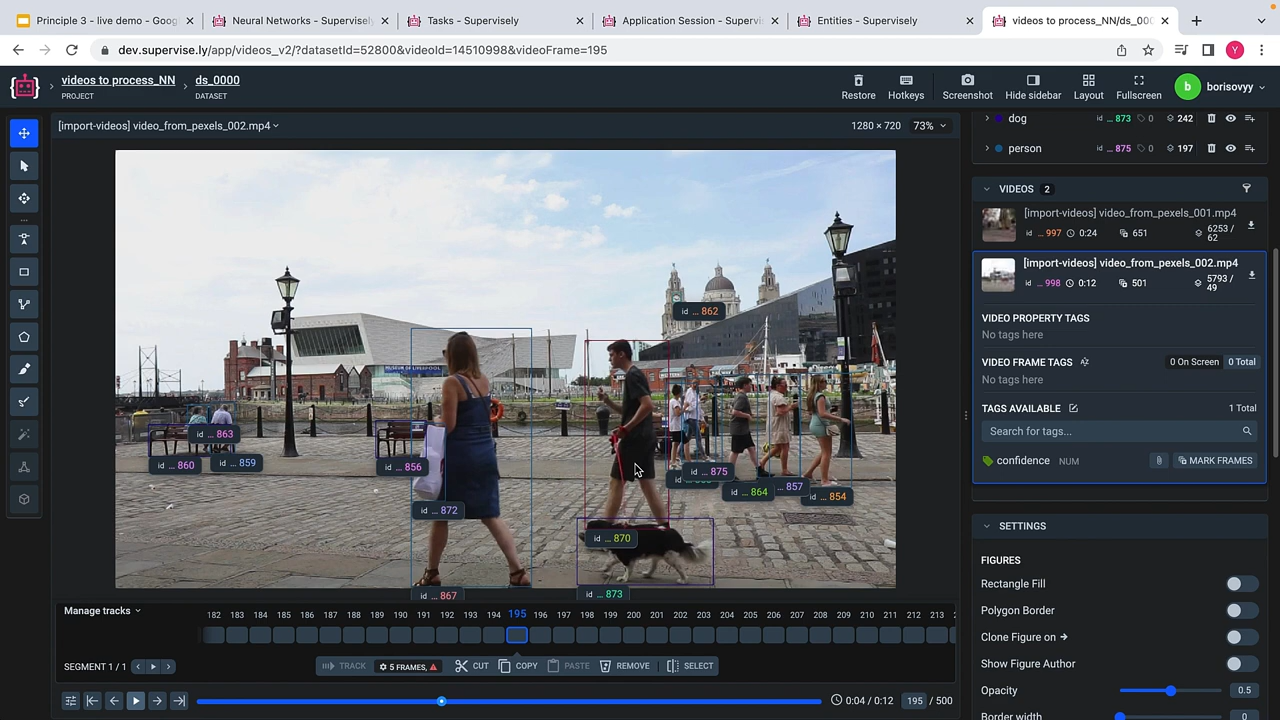 Principle 3 - live demo - Goog
Neural Networks - Supervisely
Tasks - Supervisely
Application Session - Supervi
Entities - Supervisely
videos to process_NN/ds_000
dev.supervise.ly/app/videos_v2/?datasetId=52800&videoId=14510998&videoFrame=195
Y
videos to process_NN
PROJECT
ds_0000
DATASET
Restore
Hotkeys
Screenshot
Hide sidebar
Layout
Fullscreen
b
borisovyy
[import-videos] video_from_pexels_002.mp4
1280 × 720
73%
dog
id ... 873
0
242
person
id ... 875
0
197
VIDEOS 2
[import-videos] video_from_pexels_001.mp4
id ... 997
0:24
651
6253 / 62
[import-videos] video_from_pexels_002.mp4
id ... 998
0:12
501
5793 / 49
VIDEO PROPERTY TAGS
No tags here
VIDEO FRAME TAGS
0 On Screen
0 Total
No tags here
TAGS AVAILABLE
1 Total
Search for tags...
confidence NUM
MARK FRAMES
SETTINGS
FIGURES
Rectangle Fill
Polygon Border
Clone Figure on
Show Figure Author
Opacity
0.5
Border width
0
id ... 862
MUSEUM OF LIVERPOOL
id ... 863
id ... 860
id ... 859
id ... 856
id ... 875
id ... 864
857
id ... 854
id ... 872
id ... 870
id ... 867
id ... 873
Manage tracks
182 183 184 185 186 187 188 189 190 191 192 193 194 195 196 197 198 199 200 201 202 203 204 205 206 207 208 209 210 211 212 213
SEGMENT 1 / 1
TRACK
5 FRAMES,
CUT
COPY
PASTE
REMOVE
SELECT
0:04 / 0:12
195 / 500